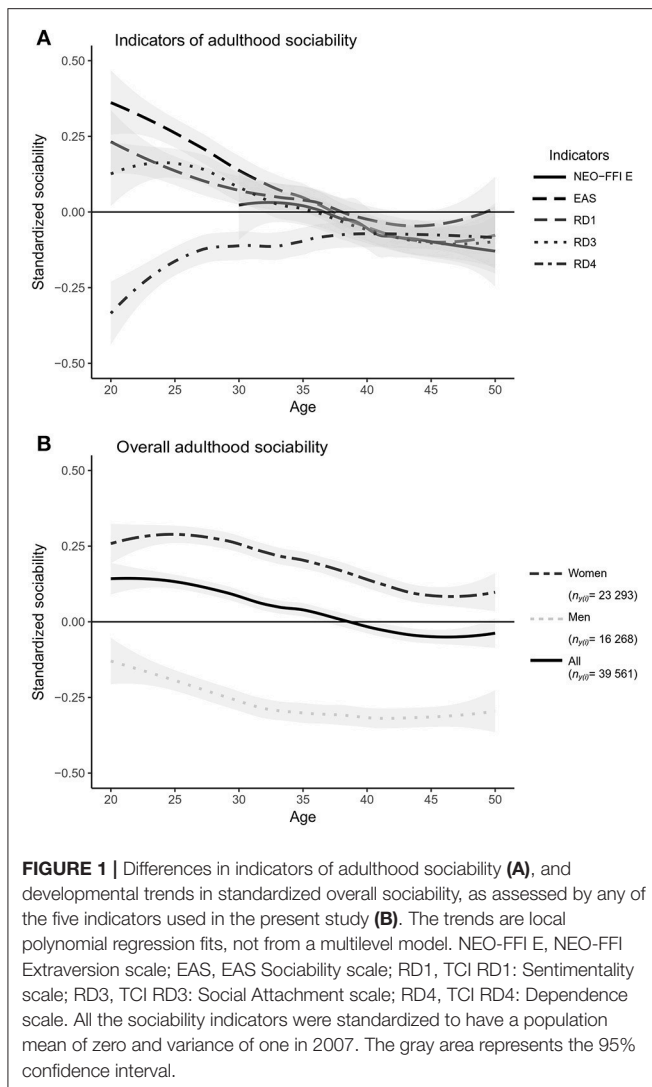 A Indicators of adulthood sociability
0.50
0.25
0.00
−0.25
−0.50
Standardized sociability
20 25 30 35 40 45 50
Age
Indicators
NEO−FFI E
EAS
RD1
RD3
RD4
B Overall adulthood sociability
0.50
0.25
0.00
−0.25
−0.50
Standardized sociability
20 25 30 35 40 45 50
Age
Women
(ny(i)= 23 293)
Men
(ny(i)= 16 268)
All
(ny(i)= 39 561)
FIGURE 1 | Differences in indicators of adulthood sociability (A), and
developmental trends in standardized overall sociability, as assessed by any of
the five indicators used in the present study (B). The trends are local
polynomial regression fits, not from a multilevel model. NEO-FFI E, NEO-FFI
Extraversion scale; EAS, EAS Sociability scale; RD1, TCI RD1: Sentimentality
scale; RD3, TCI RD3: Social Attachment scale; RD4, TCI RD4: Dependence
scale. All the sociability indicators were standardized to have a population
mean of zero and variance of one in 2007. The gray area represents the 95%
confidence interval.